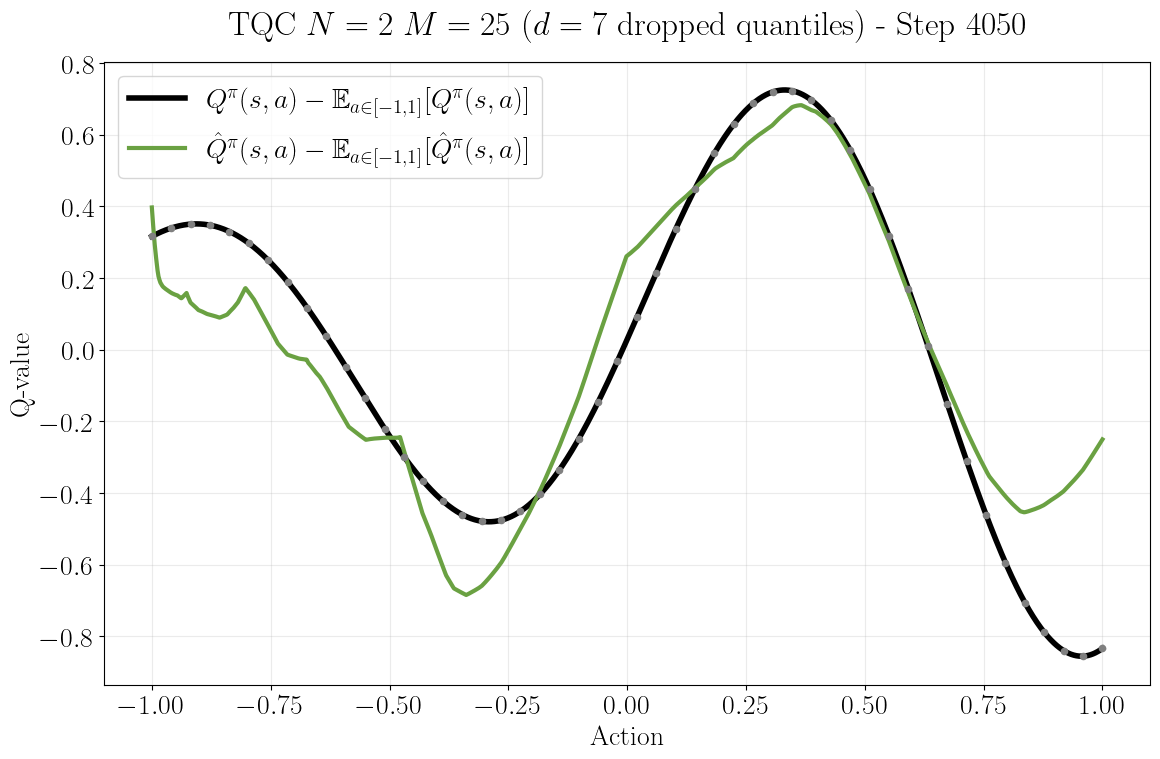 TQC N = 2 M = 25 (d = 7 dropped quantiles) - Step 4050
Q^π(s, a) − 𝔼_{a∈[−1,1]}[Q^π(s, a)]
Q̂^π(s, a) − 𝔼_{a∈[−1,1]}[Q̂^π(s, a)]
0.8
0.6
0.4
0.2
0.0
−0.2
−0.4
−0.6
−0.8
Q-value
−1.00 −0.75 −0.50 −0.25 0.00 0.25 0.50 0.75 1.00
Action